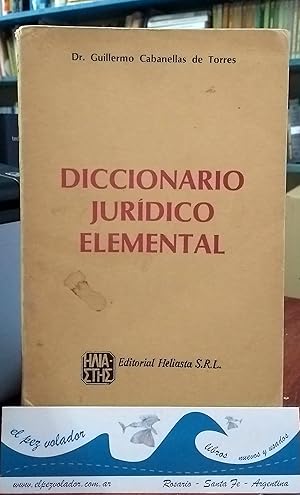 Dr. Guillermo Cabanellas de Torres
DICCIONARIO
JURÍDICO
ELEMENTAL
ΗΛΙΑ
ΣΤΗΣ
Editorial Heliasta S.R.L.
el pez volador
libros
nuevos y usados
www.elpezvolador.com.ar
Rosario - Santa Fe - Argentina